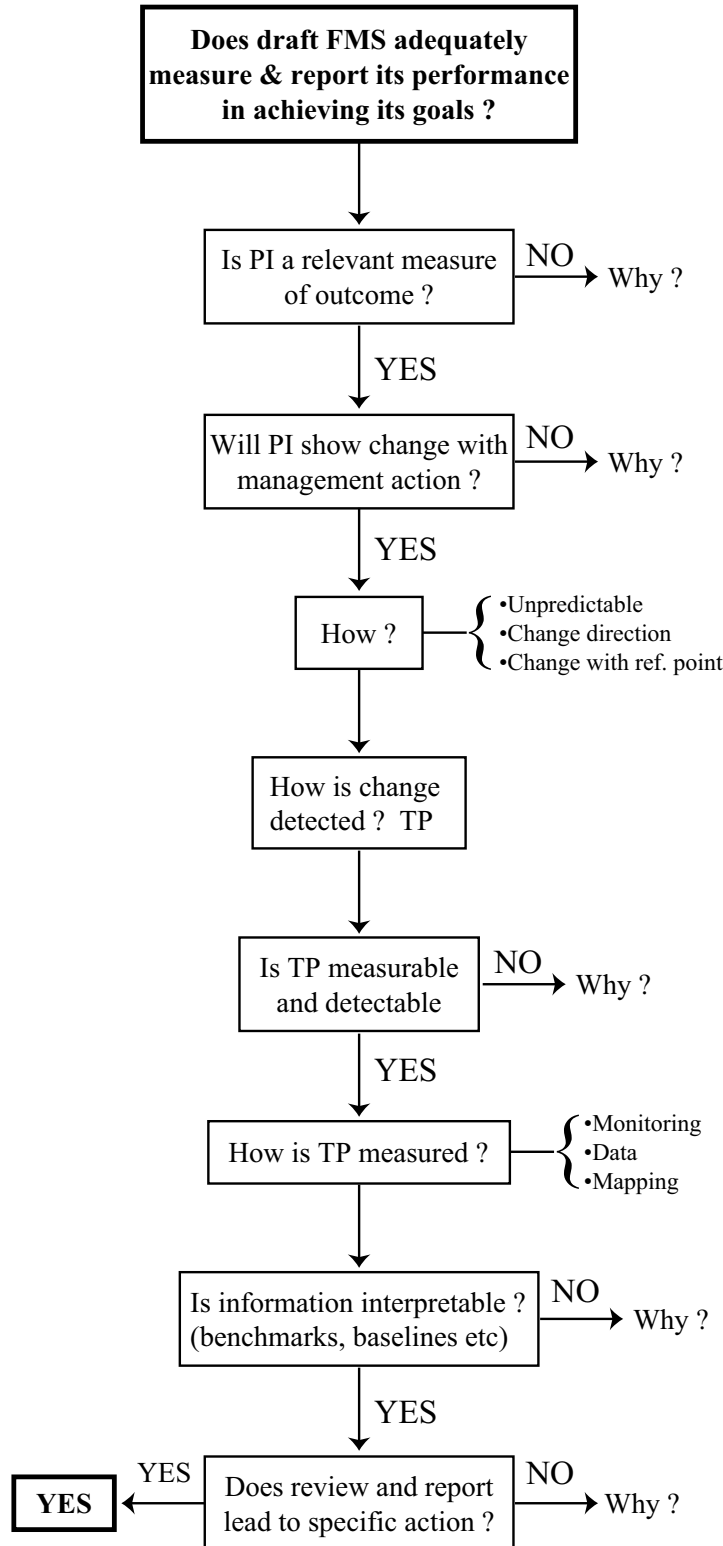 Does draft FMS adequately
measure & report its performance
in achieving its goals ?
Is PI a relevant measure
of outcome ?
NO
Why ?
YES
Will PI show change with
management action ?
NO
Why ?
YES
How ?
•Unpredictable
•Change direction
•Change with ref. point
How is change
detected ? TP
Is TP measurable
and detectable
NO
Why ?
YES
How is TP measured ?
•Monitoring
•Data
•Mapping
Is information interpretable ?
(benchmarks, baselines etc)
NO
Why ?
YES
Does review and report
lead to specific action ?
NO
Why ?
YES
YES